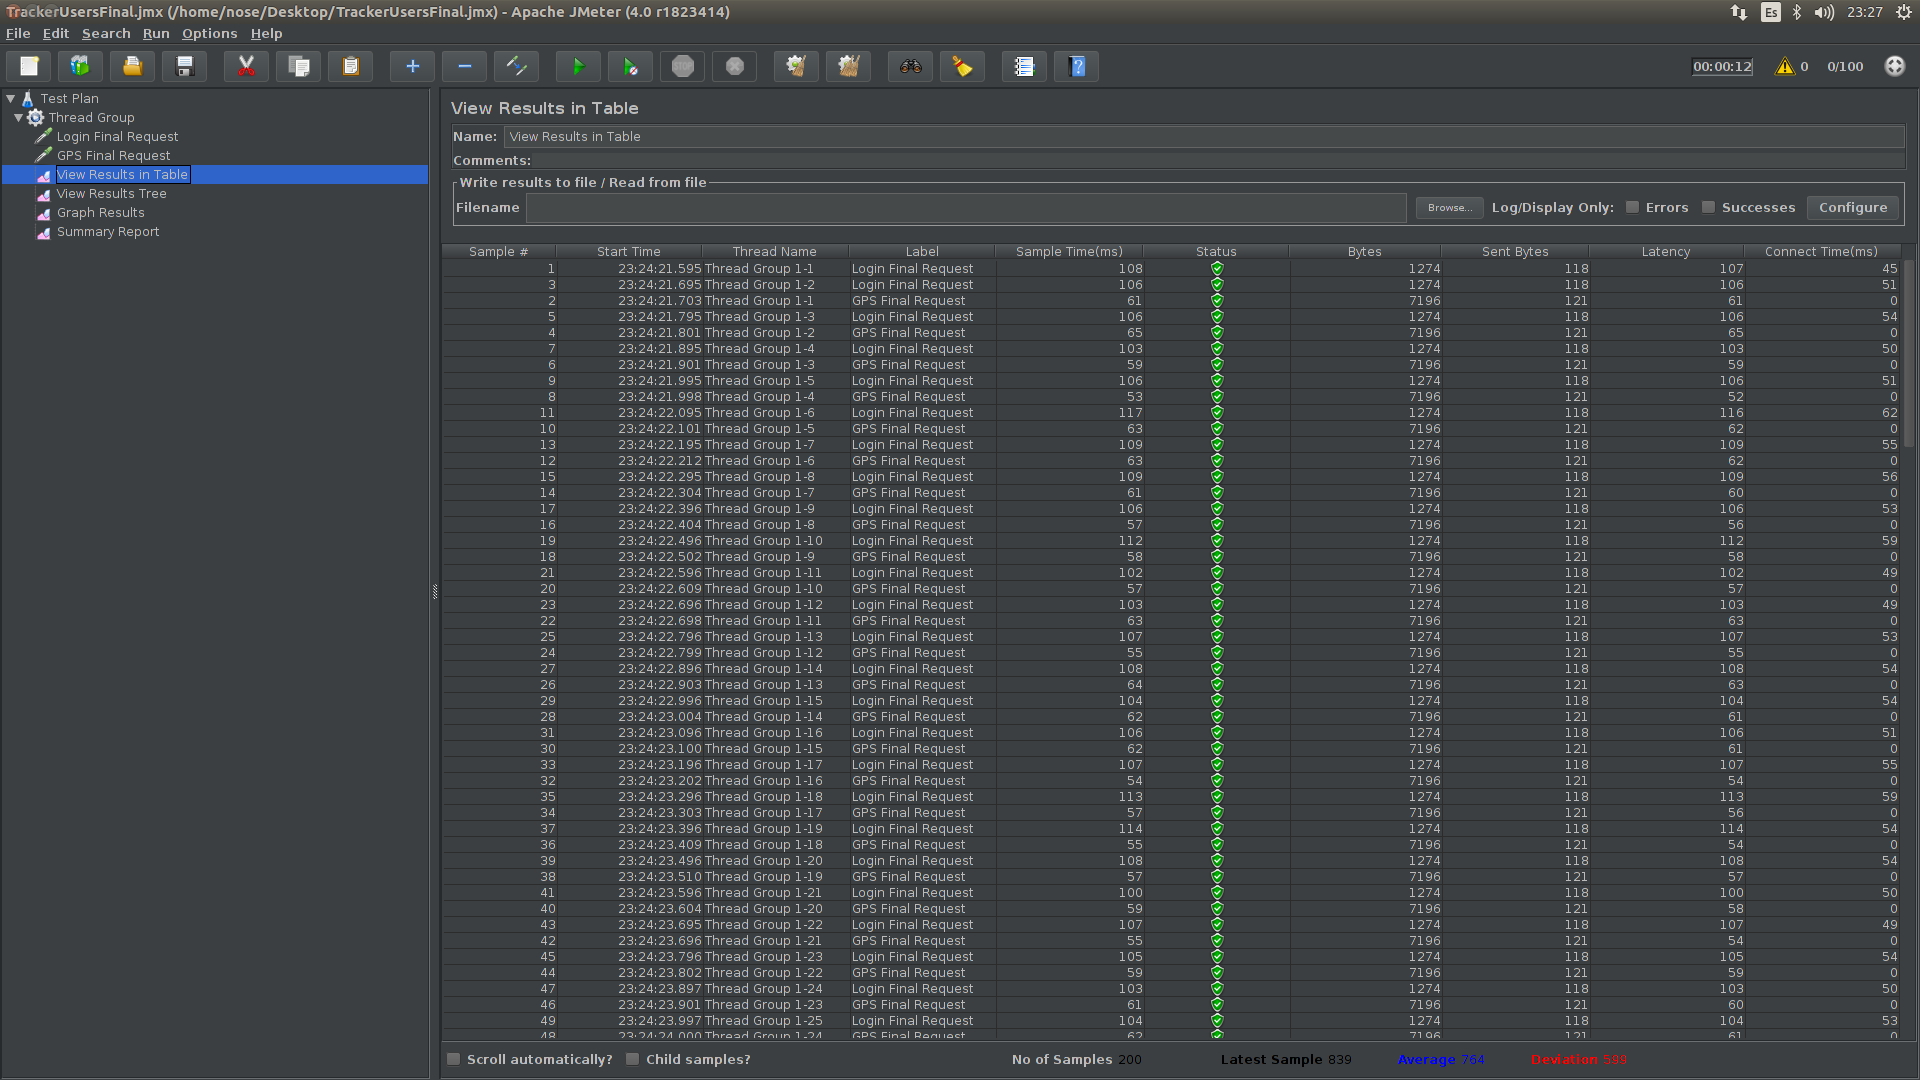 TrackerUsersFinal.jmx (/home/nose/Desktop/TrackerUsersFinal.jmx) - Apache JMeter (4.0 r1823414)
Es
23:27
File Edit Search Run Options Help
STOP
00:00:12
0
0/100
Test Plan
Thread Group
Login Final Request
GPS Final Request
View Results in Table
View Results Tree
Graph Results
Summary Report
View Results in Table
Name: View Results in Table
Comments:
Write results to file / Read from file
Filename Browse... Log/Display Only: Errors Successes Configure
Sample # Start Time Thread Name Label Sample Time(ms) Status Bytes Sent Bytes Latency Connect Time(ms)
1 23:24:21.595 Thread Group 1-1 Login Final Request 108 1274 118 107 45
3 23:24:21.695 Thread Group 1-2 Login Final Request 106 1274 118 106 51
2 23:24:21.703 Thread Group 1-1 GPS Final Request 61 7196 121 61 0
5 23:24:21.795 Thread Group 1-3 Login Final Request 106 1274 118 106 54
4 23:24:21.801 Thread Group 1-2 GPS Final Request 65 7196 121 65 0
7 23:24:21.895 Thread Group 1-4 Login Final Request 103 1274 118 103 50
6 23:24:21.901 Thread Group 1-3 GPS Final Request 59 7196 121 59 0
9 23:24:21.995 Thread Group 1-5 Login Final Request 106 1274 118 106 51
8 23:24:21.998 Thread Group 1-4 GPS Final Request 53 7196 121 52 0
11 23:24:22.095 Thread Group 1-6 Login Final Request 117 1274 118 116 62
10 23:24:22.101 Thread Group 1-5 GPS Final Request 63 7196 121 62 0
13 23:24:22.195 Thread Group 1-7 Login Final Request 109 1274 118 109 55
12 23:24:22.212 Thread Group 1-6 GPS Final Request 63 7196 121 62 0
15 23:24:22.295 Thread Group 1-8 Login Final Request 109 1274 118 109 56
14 23:24:22.304 Thread Group 1-7 GPS Final Request 61 7196 121 60 0
17 23:24:22.396 Thread Group 1-9 Login Final Request 106 1274 118 106 53
16 23:24:22.404 Thread Group 1-8 GPS Final Request 57 7196 121 56 0
19 23:24:22.496 Thread Group 1-10 Login Final Request 112 1274 118 112 59
18 23:24:22.502 Thread Group 1-9 GPS Final Request 58 7196 121 58 0
21 23:24:22.596 Thread Group 1-11 Login Final Request 102 1274 118 102 49
20 23:24:22.609 Thread Group 1-10 GPS Final Request 57 7196 121 57 0
23 23:24:22.696 Thread Group 1-12 Login Final Request 103 1274 118 103 49
22 23:24:22.698 Thread Group 1-11 GPS Final Request 63 7196 121 63 0
25 23:24:22.796 Thread Group 1-13 Login Final Request 107 1274 118 107 53
24 23:24:22.799 Thread Group 1-12 GPS Final Request 55 7196 121 55 0
27 23:24:22.896 Thread Group 1-14 Login Final Request 108 1274 118 108 54
26 23:24:22.903 Thread Group 1-13 GPS Final Request 64 7196 121 63 0
29 23:24:22.996 Thread Group 1-15 Login Final Request 104 1274 118 104 54
28 23:24:23.004 Thread Group 1-14 GPS Final Request 62 7196 121 61 0
31 23:24:23.096 Thread Group 1-16 Login Final Request 106 1274 118 106 51
30 23:24:23.100 Thread Group 1-15 GPS Final Request 62 7196 121 61 0
33 23:24:23.196 Thread Group 1-17 Login Final Request 107 1274 118 107 55
32 23:24:23.202 Thread Group 1-16 GPS Final Request 54 7196 121 54 0
35 23:24:23.296 Thread Group 1-18 Login Final Request 113 1274 118 113 59
34 23:24:23.303 Thread Group 1-17 GPS Final Request 57 7196 121 56 0
37 23:24:23.396 Thread Group 1-19 Login Final Request 114 1274 118 114 54
36 23:24:23.409 Thread Group 1-18 GPS Final Request 55 7196 121 54 0
39 23:24:23.496 Thread Group 1-20 Login Final Request 108 1274 118 108 54
38 23:24:23.510 Thread Group 1-19 GPS Final Request 57 7196 121 57 0
41 23:24:23.596 Thread Group 1-21 Login Final Request 100 1274 118 100 50
40 23:24:23.604 Thread Group 1-20 GPS Final Request 59 7196 121 58 0
43 23:24:23.695 Thread Group 1-22 Login Final Request 107 1274 118 107 49
42 23:24:23.696 Thread Group 1-21 GPS Final Request 55 7196 121 54 0
45 23:24:23.796 Thread Group 1-23 Login Final Request 105 1274 118 105 54
44 23:24:23.802 Thread Group 1-22 GPS Final Request 59 7196 121 59 0
47 23:24:23.897 Thread Group 1-24 Login Final Request 103 1274 118 103 50
46 23:24:23.901 Thread Group 1-23 GPS Final Request 61 7196 121 60 0
49 23:24:23.997 Thread Group 1-25 Login Final Request 104 1274 118 104 53
48 23:24:24.000 Thread Group 1-24 GPS Final Request 62 7196 121 61 0
Scroll automatically? Child samples? No of Samples 200 Latest Sample 839 Average 764 Deviation 588